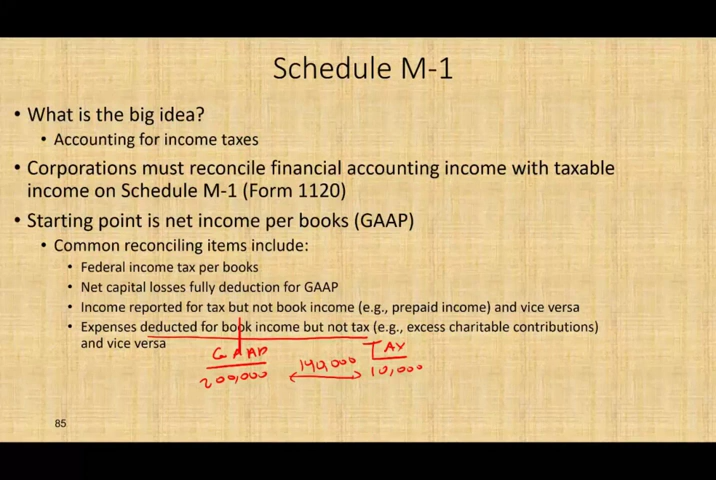 Schedule M-1
• What is the big idea?
• Accounting for income taxes
• Corporations must reconcile financial accounting income with taxable
income on Schedule M-1 (Form 1120)
• Starting point is net income per books (GAAP)
• Common reconciling items include:
• Federal income tax per books
• Net capital losses fully deduction for GAAP
• Income reported for tax but not book income (e.g., prepaid income) and vice versa
• Expenses deducted for book income but not tax (e.g., excess charitable contributions)
and vice versa
GAAP TAX
200,000 190,000 10,000
85